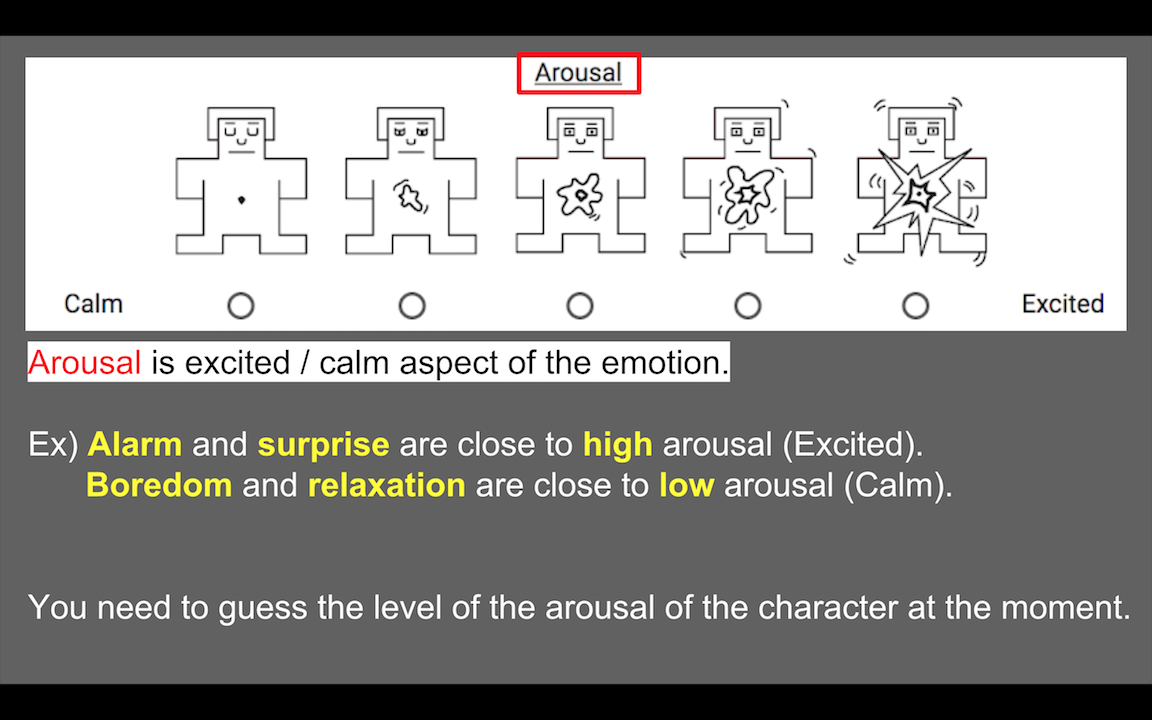 Arousal
Calm
Excited
Arousal is excited / calm aspect of the emotion.
Ex) Alarm and surprise are close to high arousal (Excited).
Boredom and relaxation are close to low arousal (Calm).
You need to guess the level of the arousal of the character at the moment.